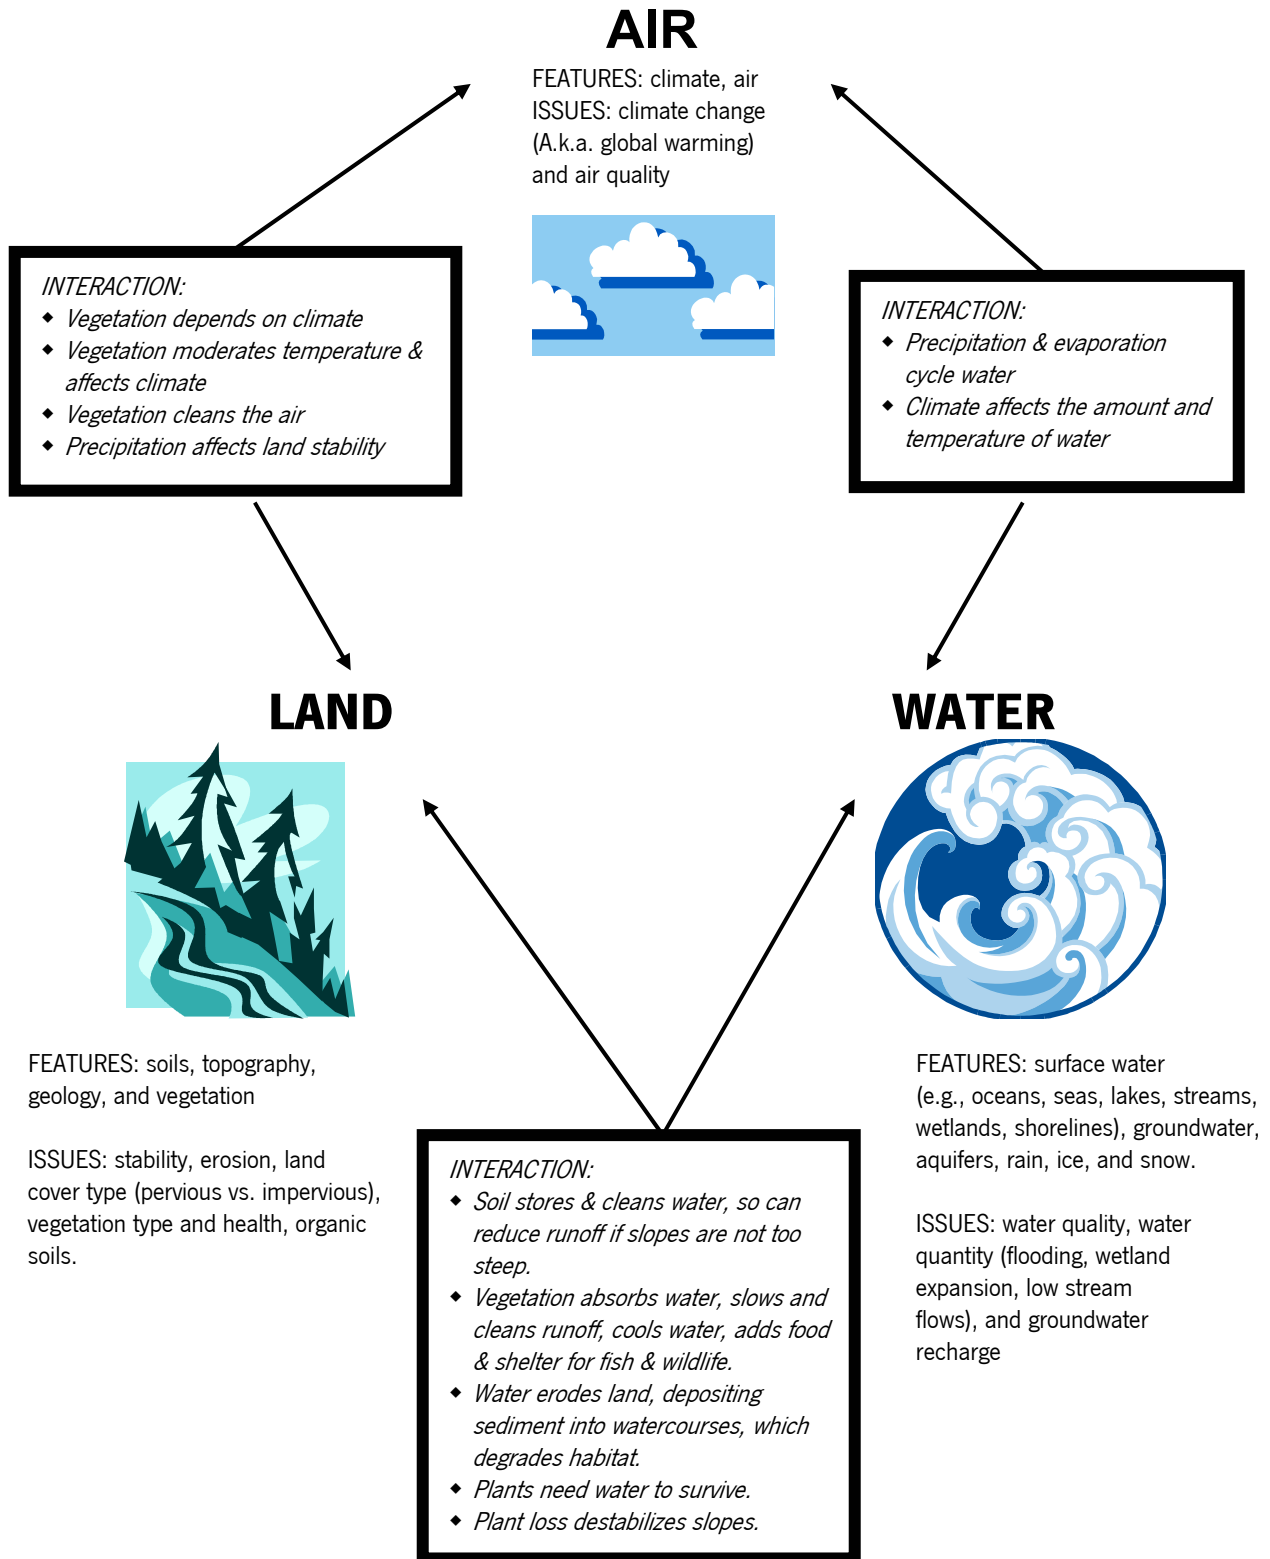 AIR
FEATURES: climate, air
ISSUES: climate change
(A.k.a. global warming)
and air quality
INTERACTION:
◆ Vegetation depends on climate
◆ Vegetation moderates temperature &
affects climate
◆ Vegetation cleans the air
◆ Precipitation affects land stability
INTERACTION:
◆ Precipitation & evaporation
cycle water
◆ Climate affects the amount and
temperature of water
LAND
WATER
FEATURES: soils, topography,
geology, and vegetation
ISSUES: stability, erosion, land
cover type (pervious vs. impervious),
vegetation type and health, organic
soils.
FEATURES: surface water
(e.g., oceans, seas, lakes, streams,
wetlands, shorelines), groundwater,
aquifers, rain, ice, and snow.
ISSUES: water quality, water
quantity (flooding, wetland
expansion, low stream
flows), and groundwater
recharge
INTERACTION:
◆ Soil stores & cleans water, so can
reduce runoff if slopes are not too
steep.
◆ Vegetation absorbs water, slows and
cleans runoff, cools water, adds food
& shelter for fish & wildlife.
◆ Water erodes land, depositing
sediment into watercourses, which
degrades habitat.
◆ Plants need water to survive.
◆ Plant loss destabilizes slopes.